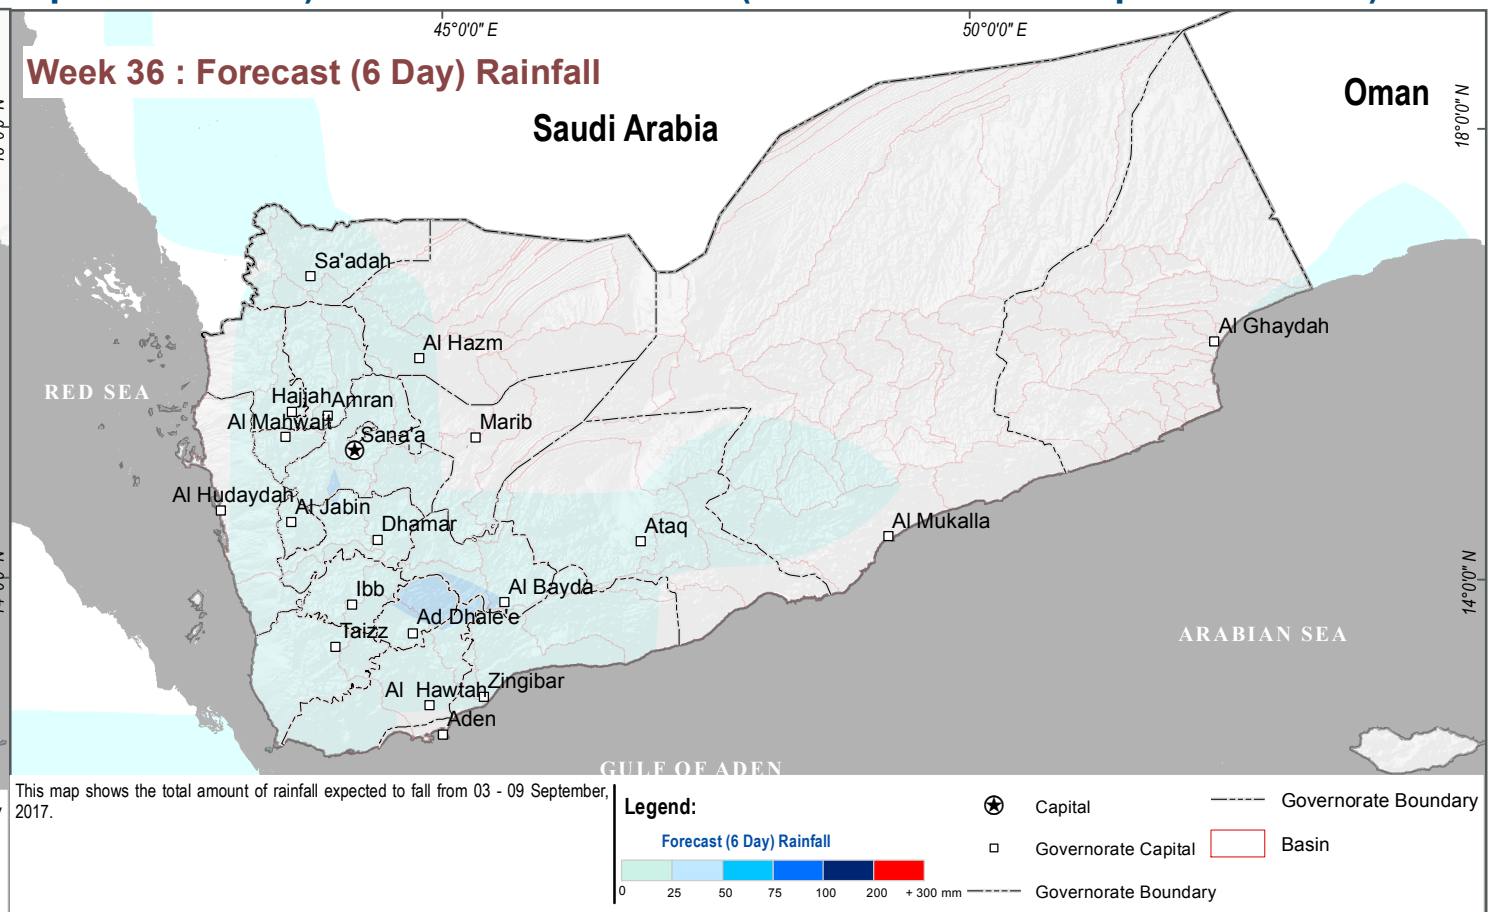 45°0'0" E
50°0'0" E
Week 36 : Forecast (6 Day) Rainfall
Oman
18°0'0" N
Saudi Arabia
Sa'adah
Al Ghaydah
Al Hazm
RED SEA
Hajjah
Amran
Al Mahwait
Sana'a
Marib
Al Hudaydah
Al Jabin
Dhamar
Ataq
Al Mukalla
14°0'0" N
Ibb
Al Bayda
Ad Dhale'e
Taizz
ARABIAN SEA
Al Hawtah
Zingibar
Aden
GULF OF ADEN
This map shows the total amount of rainfall expected to fall from 03 - 09 September,
2017.
Legend:
Forecast (6 Day) Rainfall
0 25 50 75 100 200 + 300 mm
Capital
Governorate Capital
Governorate Boundary
Governorate Boundary
Basin